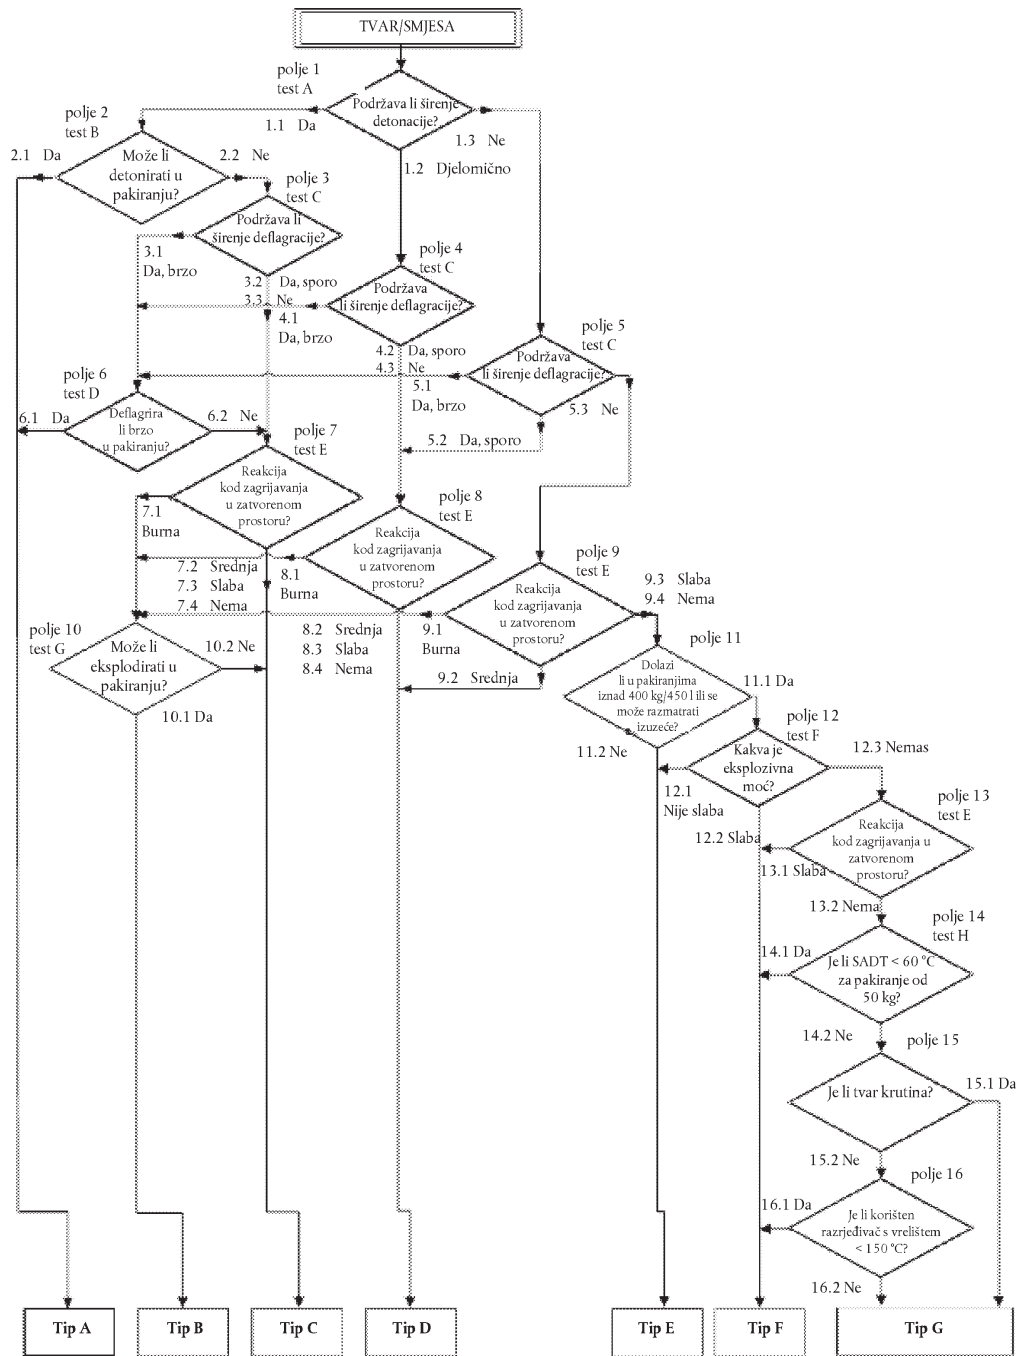 TVAR/SMJESA
polje 1
test A
Podržava li širenje
detonacije?
1.1 Da
1.3 Ne
1.2 Djelomično
polje 2
test B
2.1 Da
Može li
detonirati u
pakiranju?
2.2 Ne
polje 3
test C
Podržava li
širenje deflagracije?
3.1
Da, brzo
3.2 Da, sporo
3.3 Ne
polje 4
test C
Podržava
li širenje deflagracije?
4.1
Da, brzo
4.2 Da, sporo
4.3 Ne
polje 5
test C
Podržava
li širenje deflagracije?
5.1
Da, brzo
5.3 Ne
5.2 Da, sporo
polje 6
test D
6.1 Da
Deflagrira
li brzo
u pakiranju?
6.2 Ne
polje 7
test E
Reakcija
kod zagrijavanja
u zatvorenom
prostoru?
7.1
Burna
7.2 Srednja
7.3 Slaba
7.4 Nema
polje 8
test E
Reakcija
kod zagrijavanja
u zatvorenom
prostoru?
8.1
Burna
8.2 Srednja
8.3 Slaba
8.4 Nema
polje 9
test E
Reakcija
kod zagrijavanja
u zatvorenom
prostoru?
9.1
Burna
9.2 Srednja
9.3 Slaba
9.4 Nema
polje 10
test G
Može li
eksplodirati u
pakiranju?
10.2 Ne
10.1 Da
polje 11
Dolazi
li u pakiranjima
iznad 400 kg/450 l ili se
može razmatrati
izuzeće?
11.1 Da
11.2 Ne
polje 12
test F
Kakva je
eksplozivna
moć?
12.3 Nemas
12.1
Nije slaba
12.2 Slaba
polje 13
test E
Reakcija
kod zagrijavanja u
zatvorenom
prostoru?
13.1 Slaba
13.2 Nema
polje 14
test H
14.1 Da
Je li SADT < 60 °C
za pakiranje od
50 kg?
14.2 Ne
polje 15
Je li tvar krutina?
15.1 Da
15.2 Ne
polje 16
16.1 Da
Je li korišten
razrjeđivač s vrelištem
< 150 °C?
16.2 Ne
Tip A
Tip B
Tip C
Tip D
Tip E
Tip F
Tip G